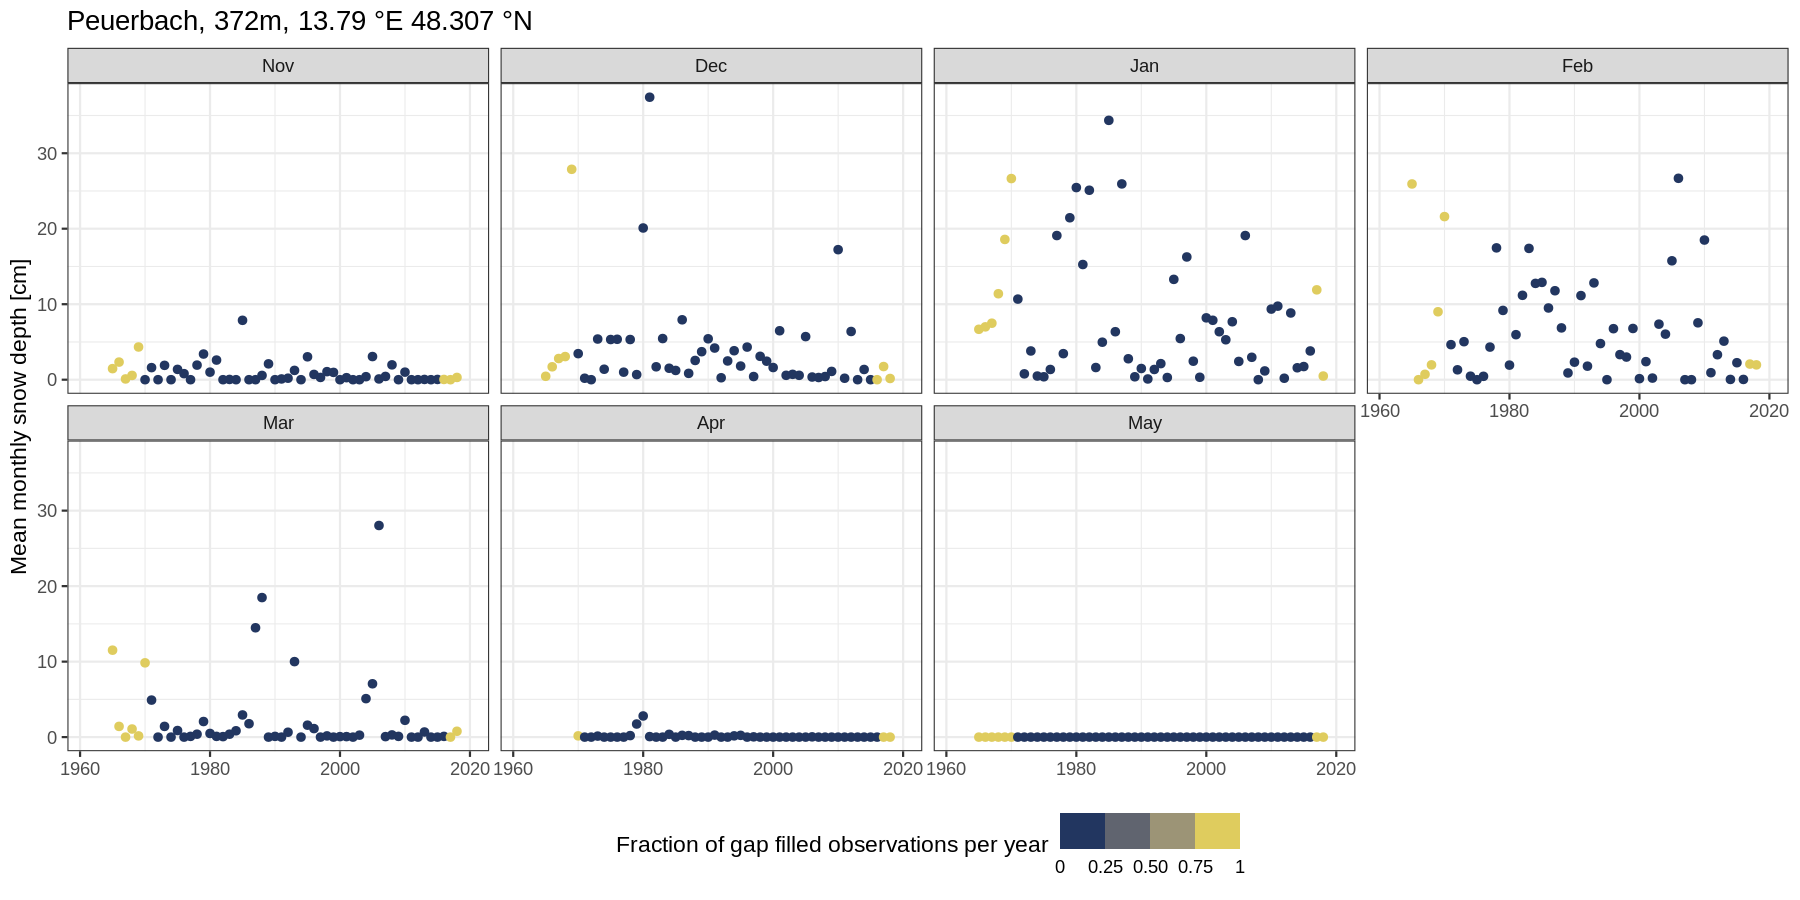 Peuerbach, 372m, 13.79 °E 48.307 °N
Nov Dec Jan Feb
Mean monthly snow depth [cm]
30
20
10
0
1960 1980 2000 2020
Mar Apr May
30
20
10
0
1960 1980 2000 2020 1960 1980 2000 2020 1960 1980 2000 2020
Fraction of gap filled observations per year
0 0.25 0.50 0.75 1